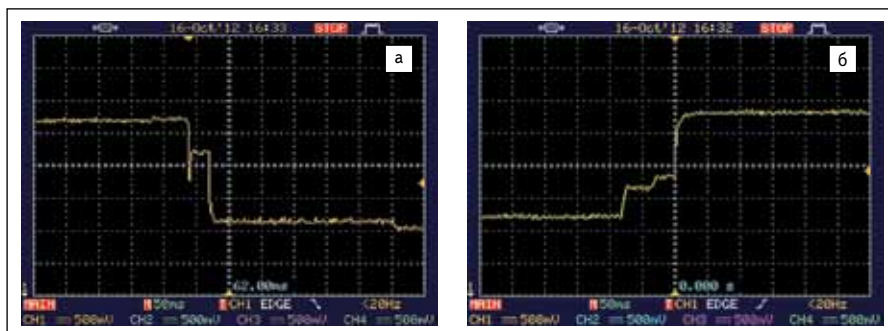 16-Oct'12 16:33 STOP
а
62.00ms
MAIN M 50ms T CH1 EDGE <20Hz
CH1 500mV CH2 500mV CH3 500mV CH4 500mV
16-Oct'12 16:32 STOP
б
0.000 s
MAIN M 50ms T CH1 EDGE <20Hz
CH1 500mV CH2 500mV CH3 500mV CH4 500mV